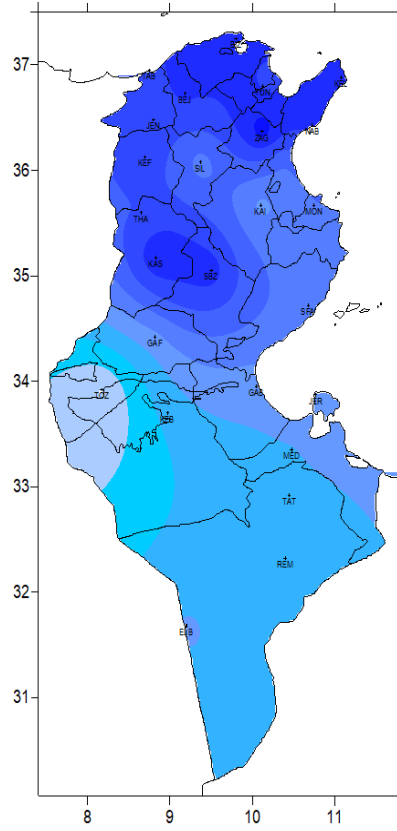 37
BIZ
TAB
TUN
KEL
BEJ
JEN
ZAG
NAB
36
KEF
SIL
KAI
MON
THA
35
KAS
SBZ
SFA
GAF
34
TOZ
GAB
JER
KEB
MED
33
TAT
REM
32
ELB
31
8
9
10
11